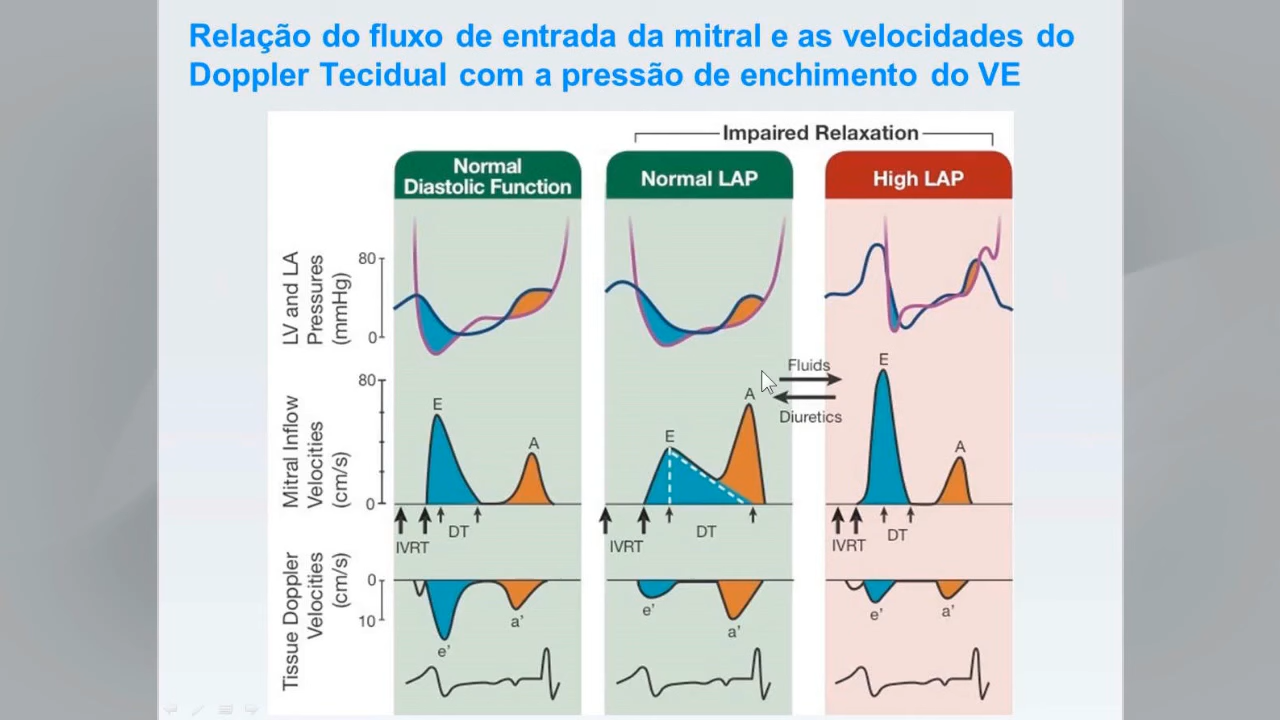 Relação do fluxo de entrada da mitral e as velocidades do
Doppler Tecidual com a pressão de enchimento do VE
Impaired Relaxation
Normal
Diastolic Function
Normal LAP
High LAP
LV and LA
Pressures
(mmHg)
80
0
Fluids
Diuretics
Mitral Inflow
Velocities
(cm/s)
80
0
E
A
E
A
E
A
IVRT
DT
IVRT
DT
IVRT
DT
Tissue Doppler
Velocities
(cm/s)
0
10
e’
a’
e’
a’
e’
a’